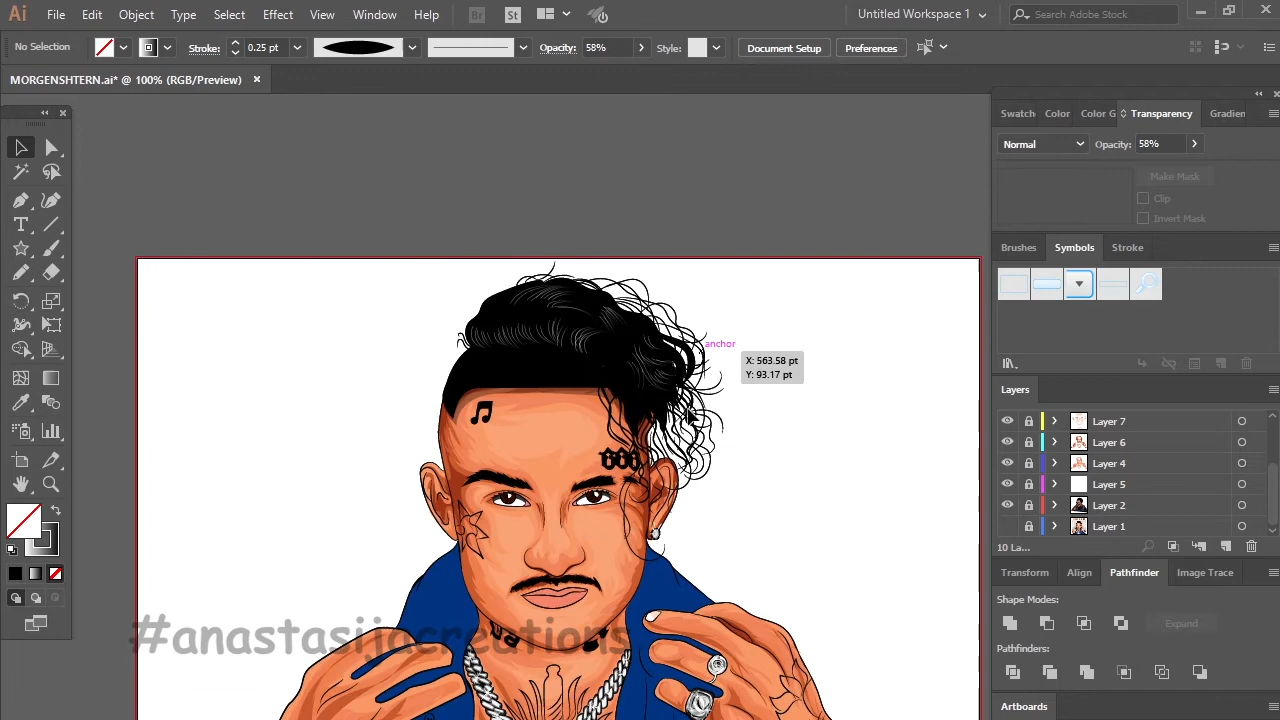 Ai File Edit Object Type Select Effect View Window Help Br St Untitled Workspace 1 Search Adobe Stock
No Selection Stroke: 0.25 pt Opacity: 58% Style: Document Setup Preferences
MORGENSHTERN.ai* @ 100% (RGB/Preview)
Swatch Color Color G Transparency Gradien
Normal Opacity: 58%
Make Mask
Clip
Invert Mask
Brushes Symbols Stroke
anchor
X: 563.58 pt
Y: 93.17 pt
Layers
Layer 7
Layer 6
Layer 4
Layer 5
Layer 2
Layer 1
10 La...
Transform Align Pathfinder Image Trace
Shape Modes:
Expand
Pathfinders:
Artboards
666
#anastasijacreations